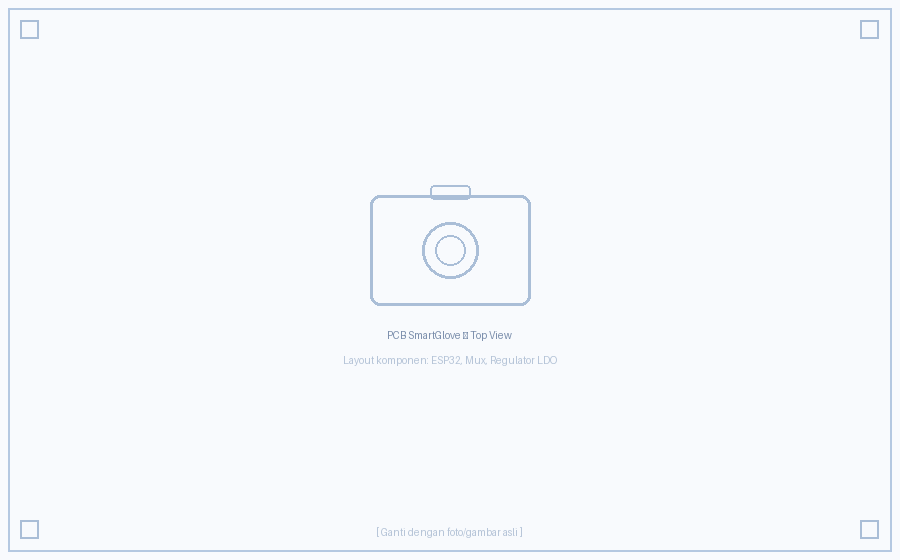 PCB SmartGlove ▯ Top View
Layout komponen: ESP32, Mux, Regulator LDO
[ Ganti dengan foto/gambar asli ]